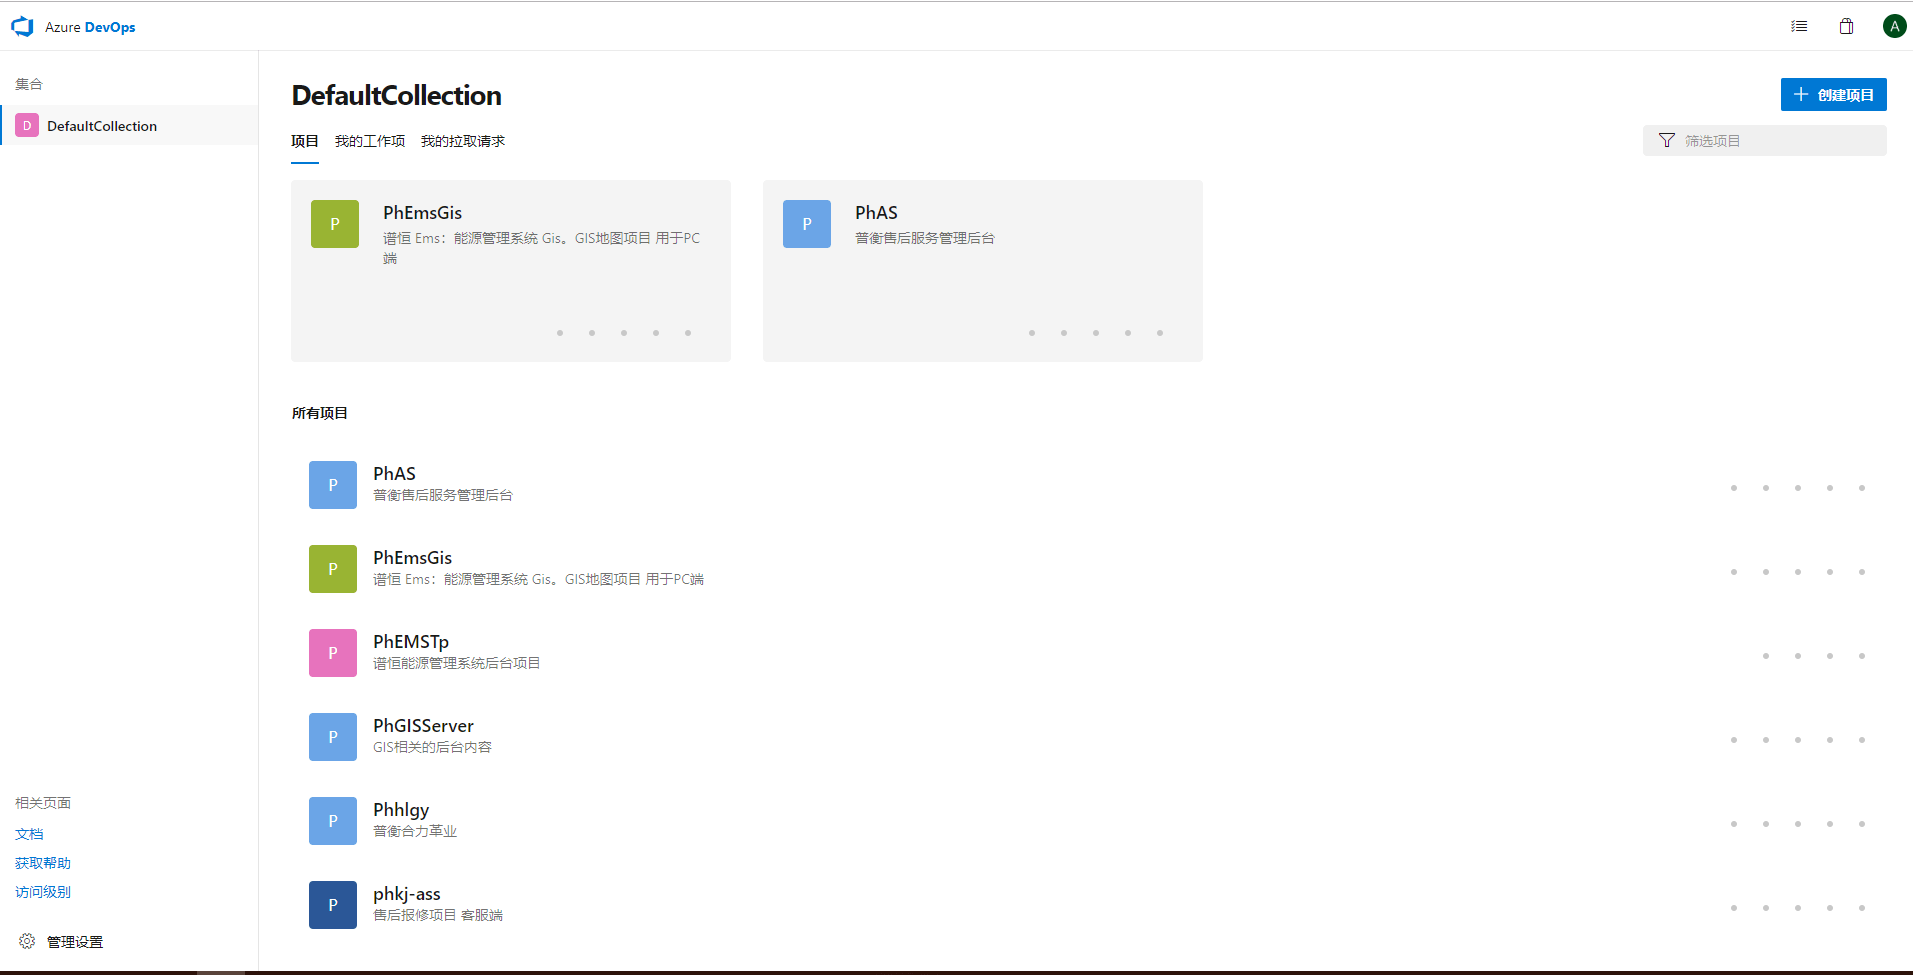 Azure DevOps
A
集合
D DefaultCollection
DefaultCollection
创建项目
项目 我的工作项 我的拉取请求
筛选项目
P
PhEmsGis
谱恒 Ems：能源管理系统 Gis。GIS地图项目 用于PC
端
P
PhAS
普衡售后服务管理后台
所有项目
P
PhAS
普衡售后服务管理后台
P
PhEmsGis
谱恒 Ems：能源管理系统 Gis。GIS地图项目 用于PC端
P
PhEMSTp
谱恒能源管理系统后台项目
P
PhGISServer
GIS相关的后台内容
P
Phhlgy
普衡合力革业
P
phkj-ass
售后报修项目 客服端
相关页面
文档
获取帮助
访问级别
管理设置